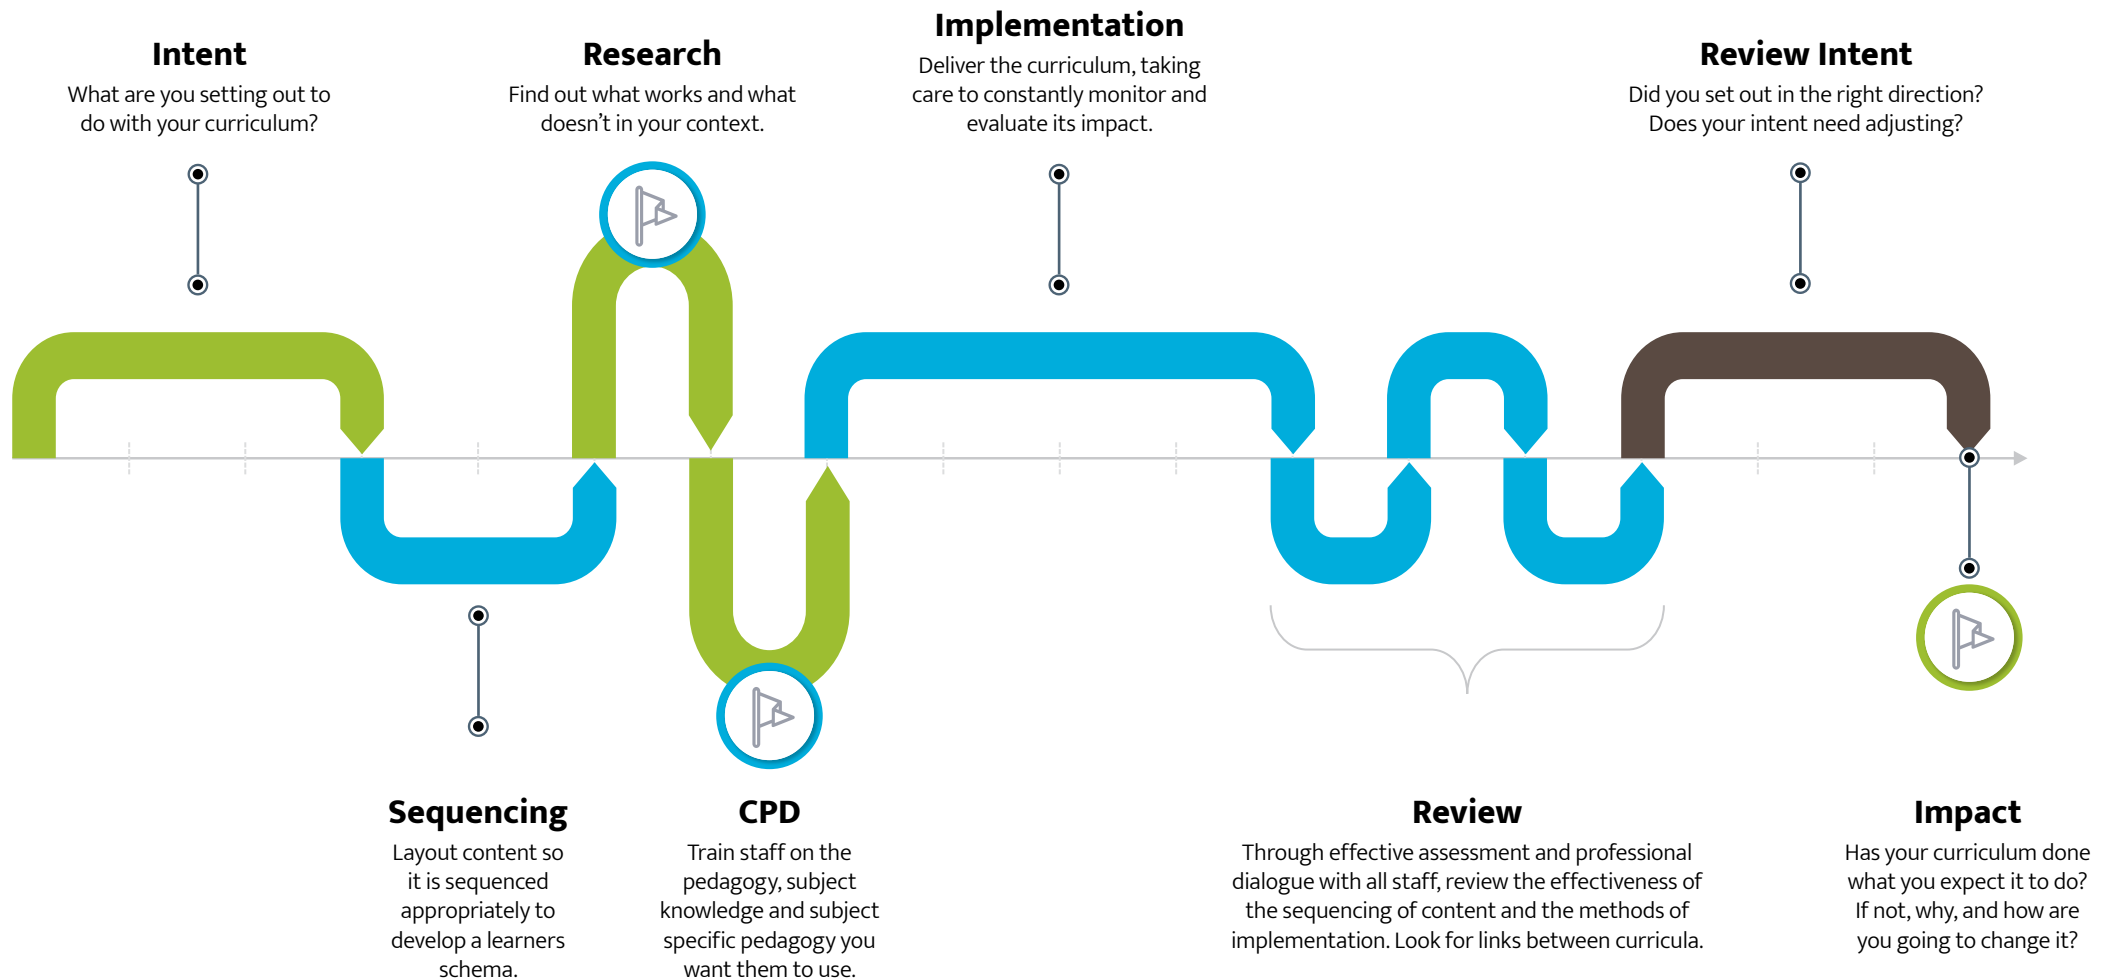 Intent
What are you setting out to
do with your curriculum?
Research
Find out what works and what
doesn’t in your context.
Implementation
Deliver the curriculum, taking
care to constantly monitor and
evaluate its impact.
Review Intent
Did you set out in the right direction?
Does your intent need adjusting?
Sequencing
Layout content so
it is sequenced
appropriately to
develop a learners
schema.
CPD
Train staff on the
pedagogy, subject
knowledge and subject
specific pedagogy you
want them to use.
Review
Through effective assessment and professional
dialogue with all staff, review the effectiveness of
the sequencing of content and the methods of
implementation. Look for links between curricula.
Impact
Has your curriculum done
what you expect it to do?
If not, why, and how are
you going to change it?